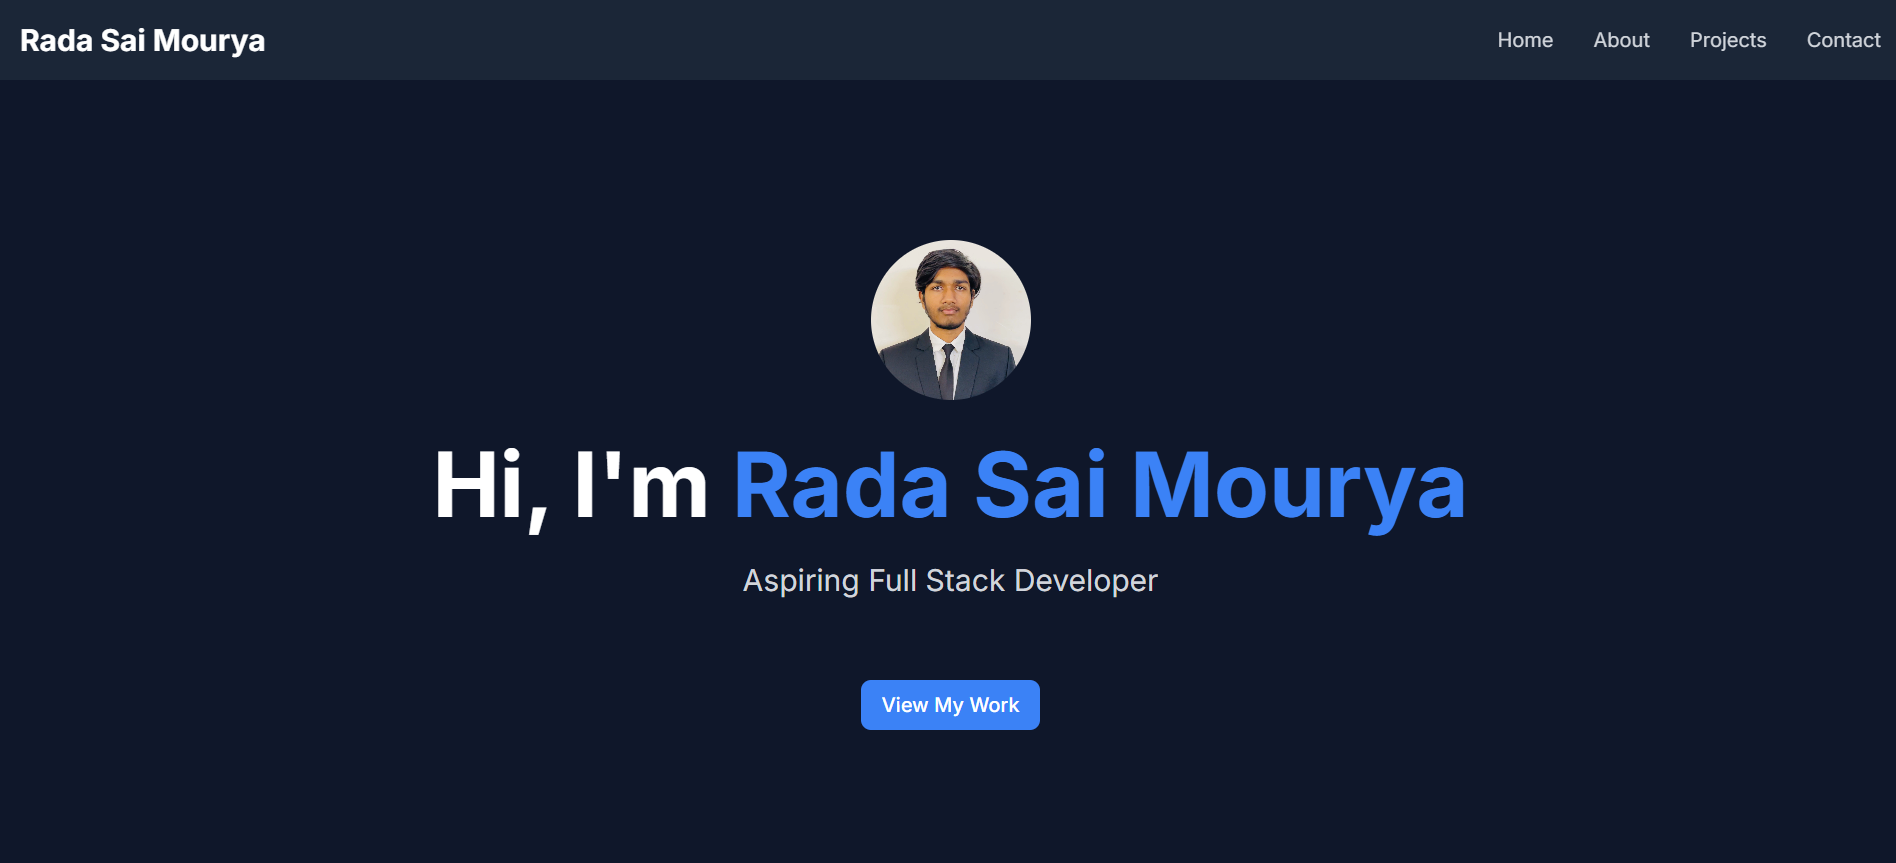 Rada Sai Mourya
Home About Projects Contact
Hi, I'm Rada Sai Mourya
Aspiring Full Stack Developer
View My Work